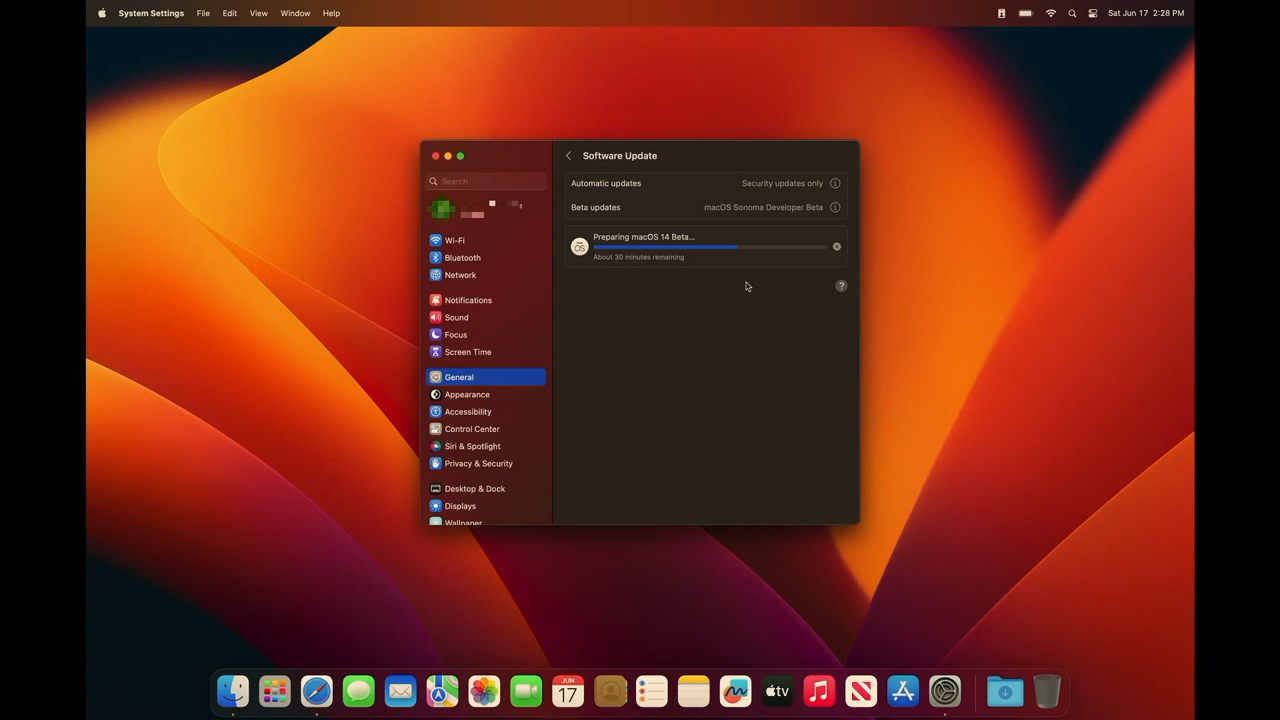 System Settings File Edit View Window Help Sat Jun 17 2:28 PM
Software Update
Search
Automatic updates Security updates only
Beta updates macOS Sonoma Developer Beta
Preparing macOS 14 Beta...
About 30 minutes remaining
?
Wi-Fi
Bluetooth
Network
Notifications
Sound
Focus
Screen Time
General
Appearance
Accessibility
Control Center
Siri & Spotlight
Privacy & Security
Desktop & Dock
Displays
Wallpaper
macOS
JUN
17
tv